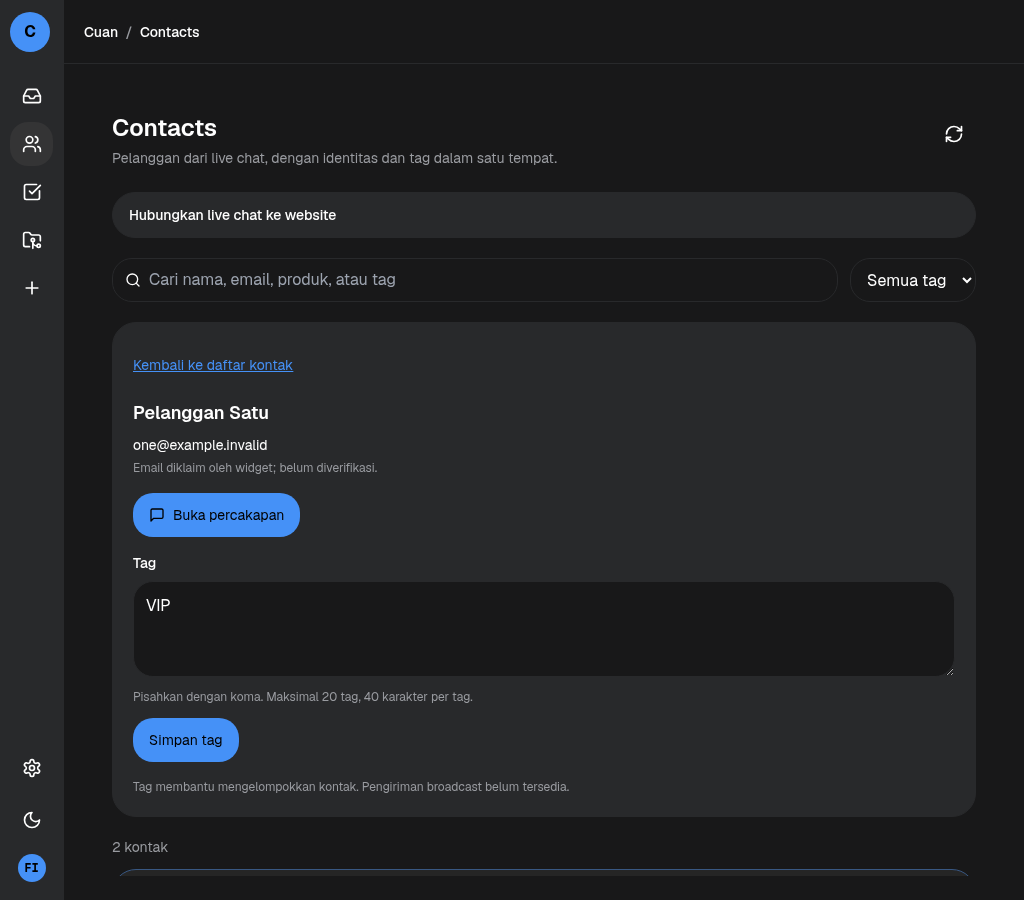 C
Cuan / Contacts
Contacts
Pelanggan dari live chat, dengan identitas dan tag dalam satu tempat.
Hubungkan live chat ke website
Cari nama, email, produk, atau tag
Semua tag
Kembali ke daftar kontak
Pelanggan Satu
one@example.invalid
Email diklaim oleh widget; belum diverifikasi.
Buka percakapan
Tag
VIP
Pisahkan dengan koma. Maksimal 20 tag, 40 karakter per tag.
Simpan tag
Tag membantu mengelompokkan kontak. Pengiriman broadcast belum tersedia.
2 kontak
FI